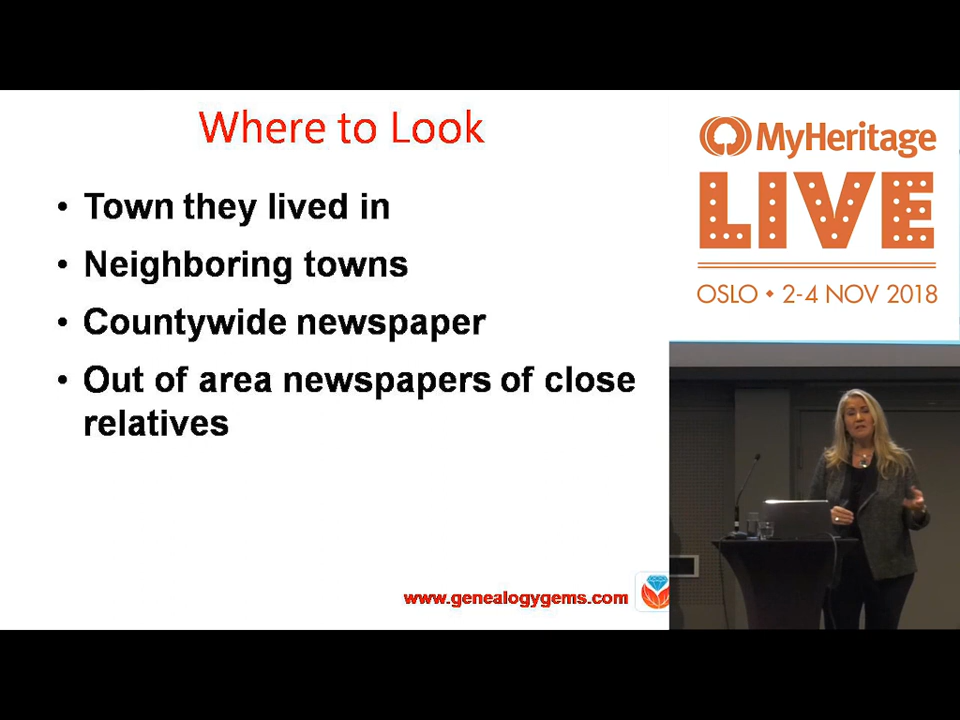 Where to Look
• Town they lived in
• Neighboring towns
• Countywide newspaper
• Out of area newspapers of close
relatives
www.genealogygems.com
MyHeritage
LIVE
OSLO • 2-4 NOV 2018